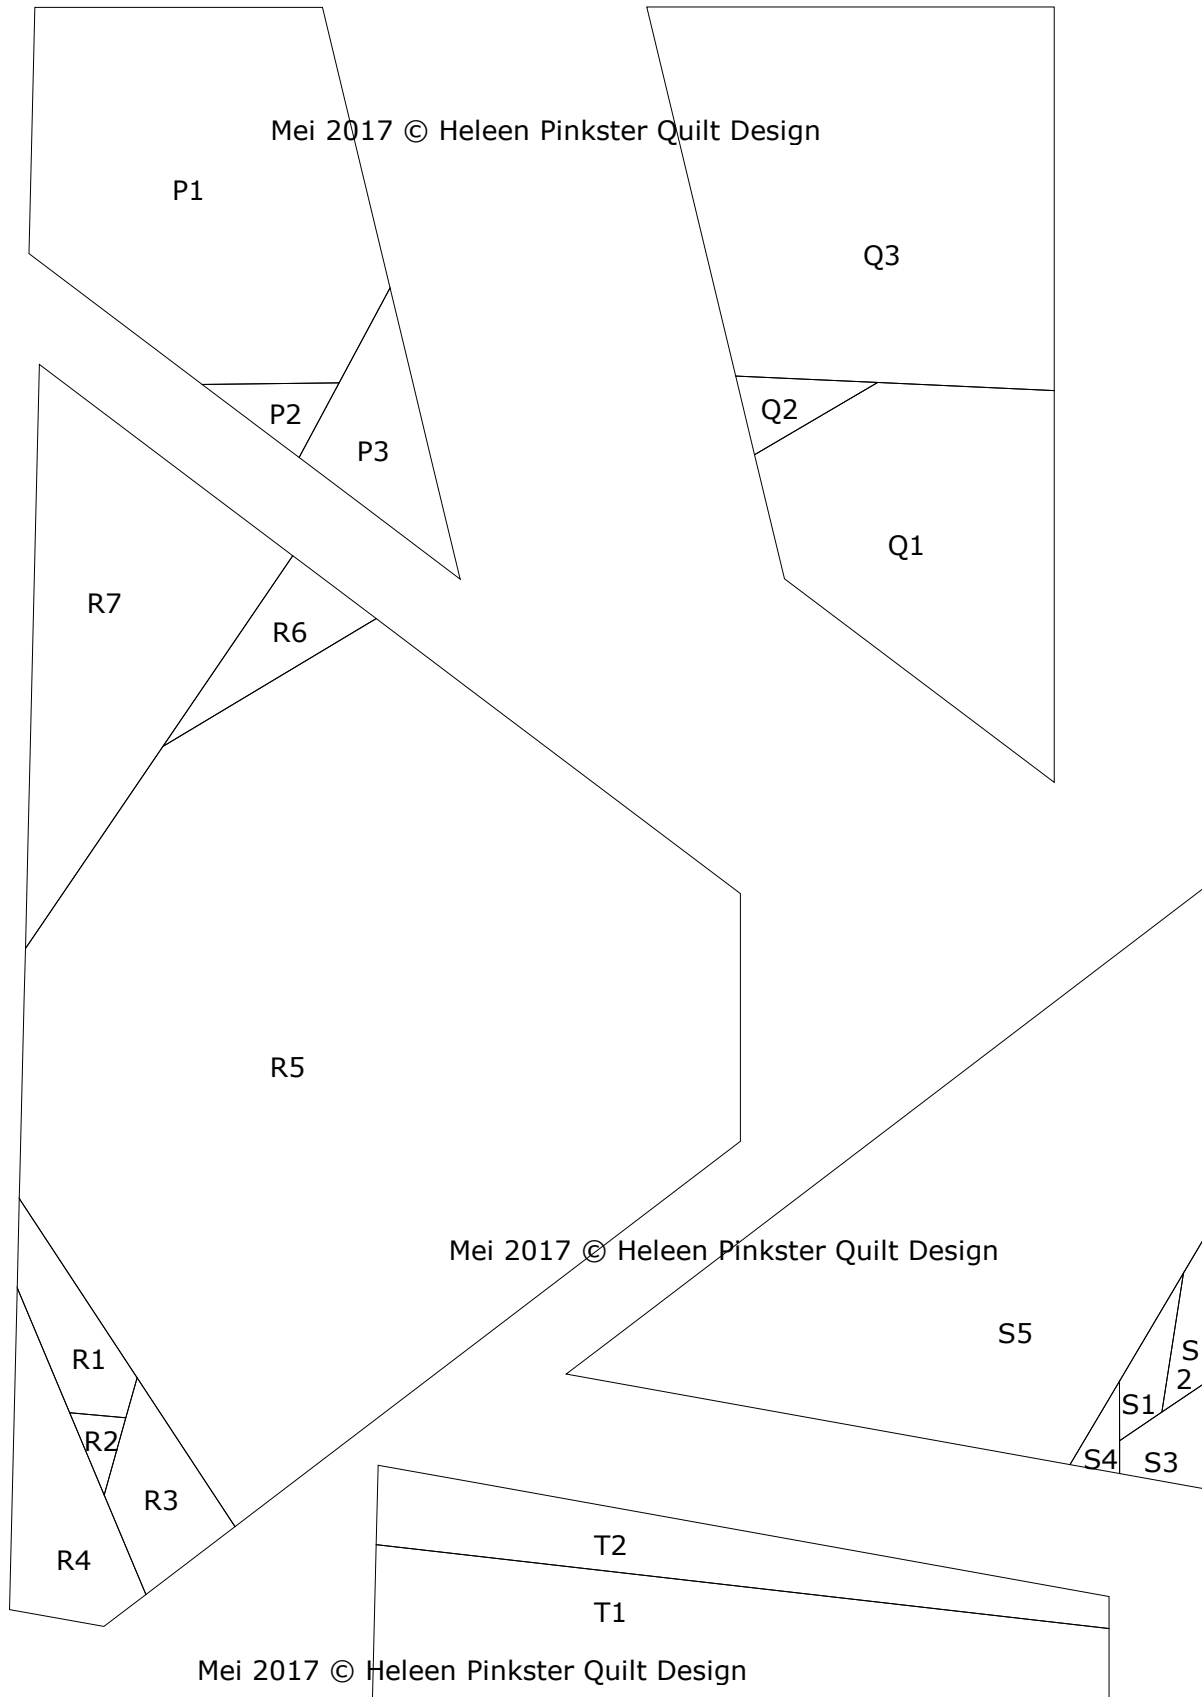 Mei 2017 © Heleen Pinkster Quilt Design
P1
Q3
P2
Q2
P3
Q1
R7
R6
R5
Mei 2017 © Heleen Pinkster Quilt Design
S5
S
2
R1
S1
R2
S4
S3
R3
T2
R4
T1
Mei 2017 © Heleen Pinkster Quilt Design